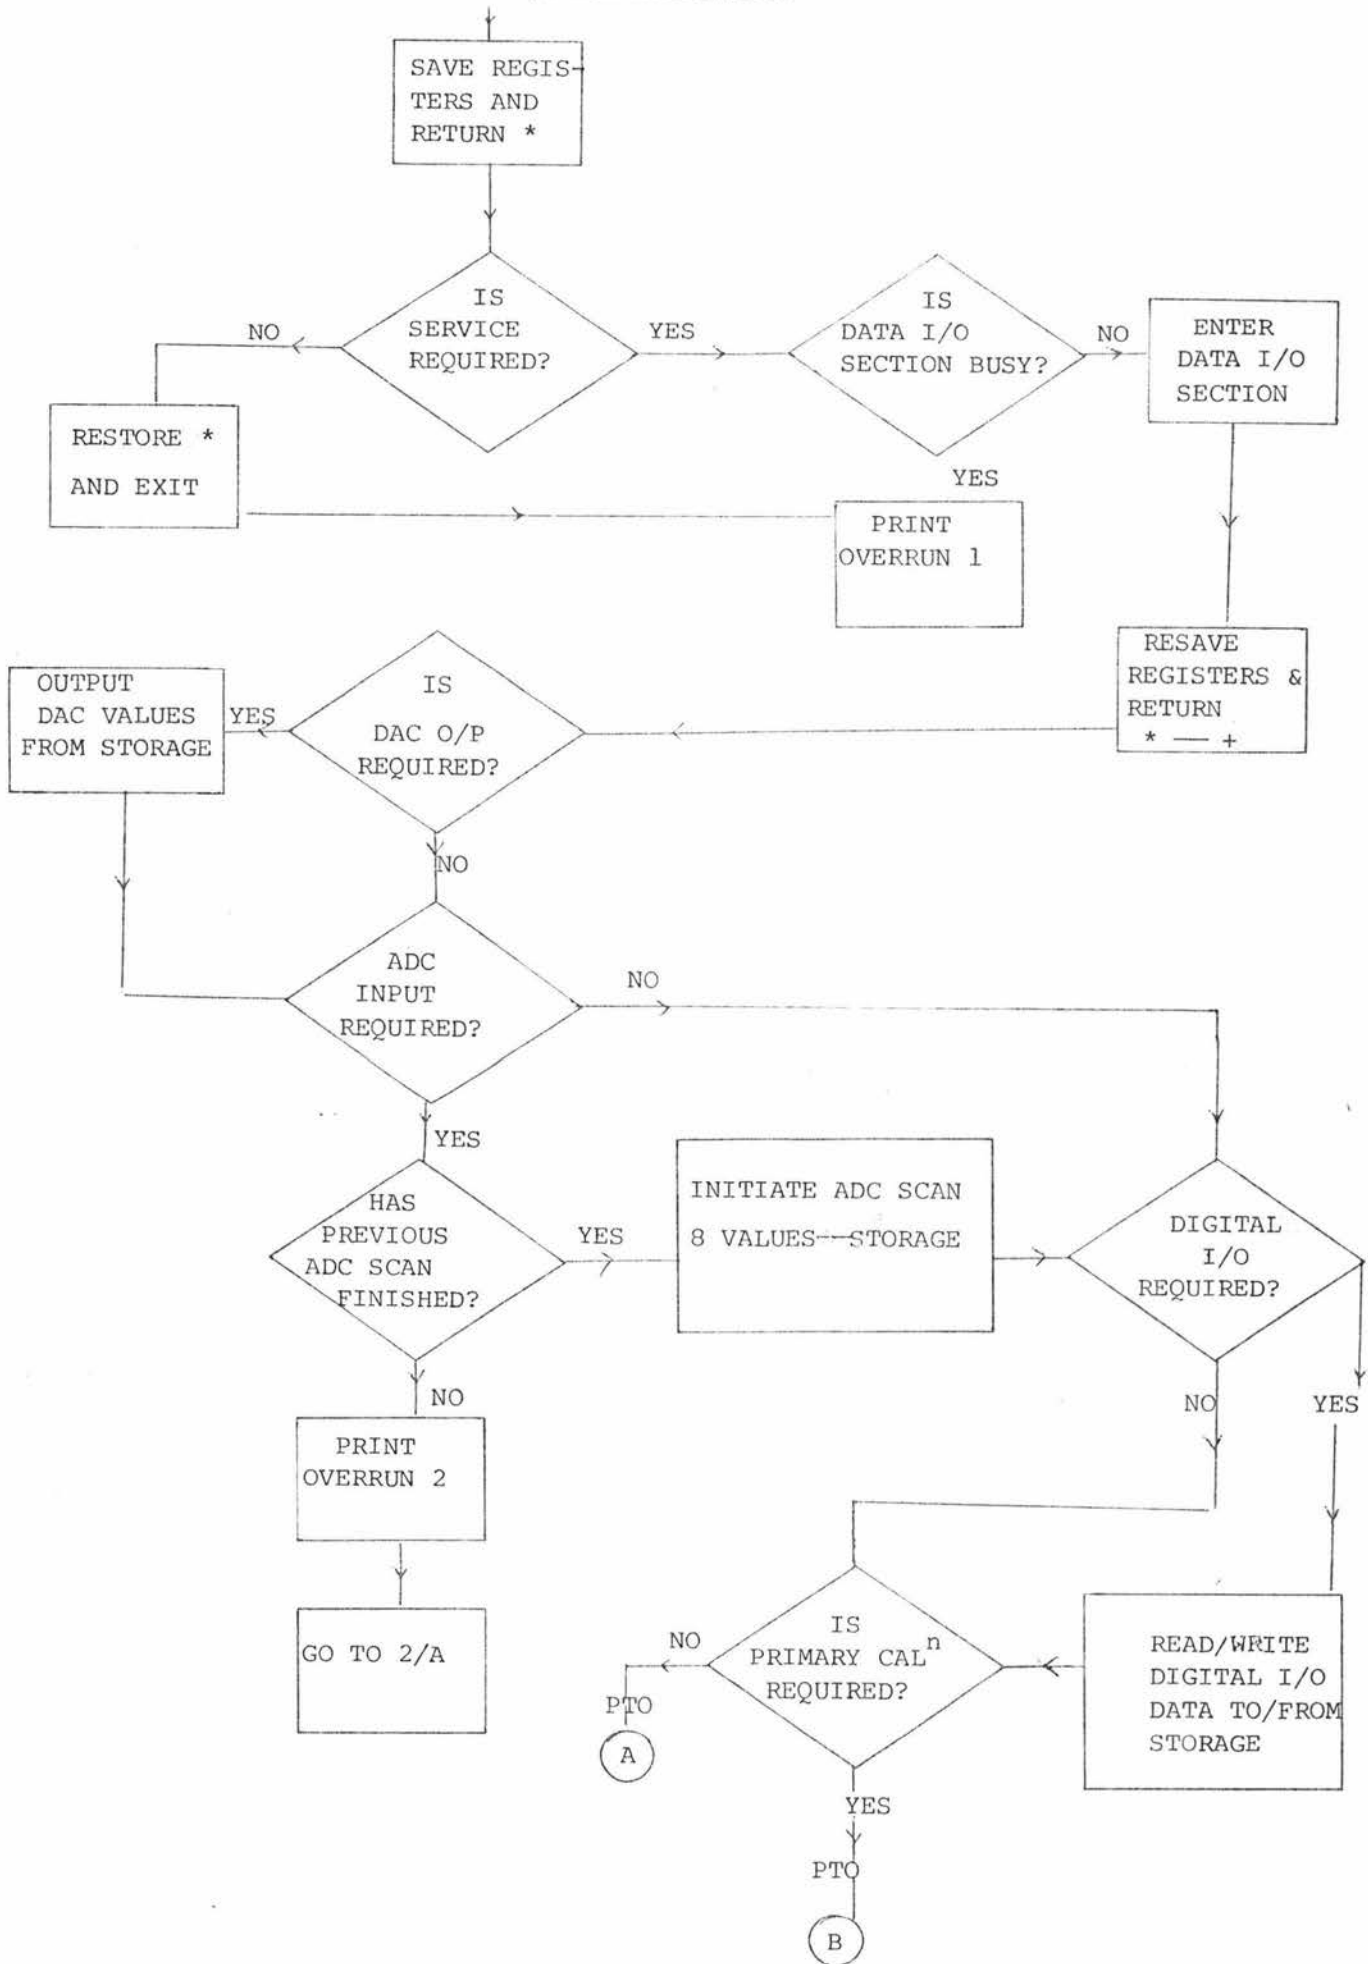 SAVE REGIS-
TERS AND
RETURN *
IS
SERVICE
REQUIRED?
NO
YES
IS
DATA I/O
SECTION BUSY?
NO
ENTER
DATA I/O
SECTION
RESTORE *
AND EXIT
YES
PRINT
OVERRUN 1
RESAVE
REGISTERS &
RETURN
* — +
IS
DAC O/P
REQUIRED?
YES
OUTPUT
DAC VALUES
FROM STORAGE
NO
ADC
INPUT
REQUIRED?
NO
YES
HAS
PREVIOUS
ADC SCAN
FINISHED?
YES
INITIATE ADC SCAN
8 VALUES—STORAGE
DIGITAL
I/O
REQUIRED?
NO
YES
NO
PRINT
OVERRUN 2
GO TO 2/A
IS
PRIMARY CALⁿ
REQUIRED?
NO
PTO
A
READ/WRITE
DIGITAL I/O
DATA TO/FROM
STORAGE
YES
PTO
B